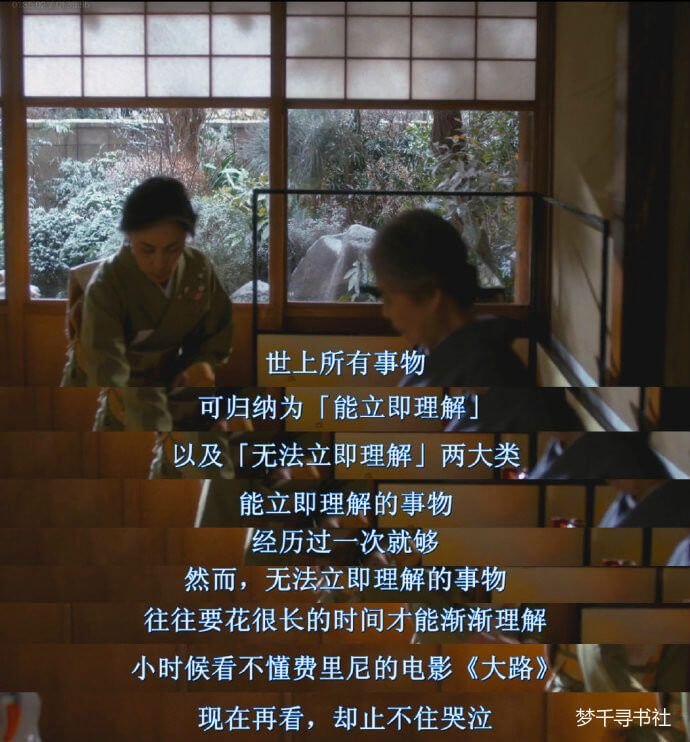 世上所有事物
可归纳为「能立即理解」
以及「无法立即理解」两大类
能立即理解的事物
经历过一次就够
然而，无法立即理解的事物
往往要花很长的时间才能渐渐理解
小时候看不懂费里尼的电影《大路》
现在再看，却止不住哭泣
梦千寻书社